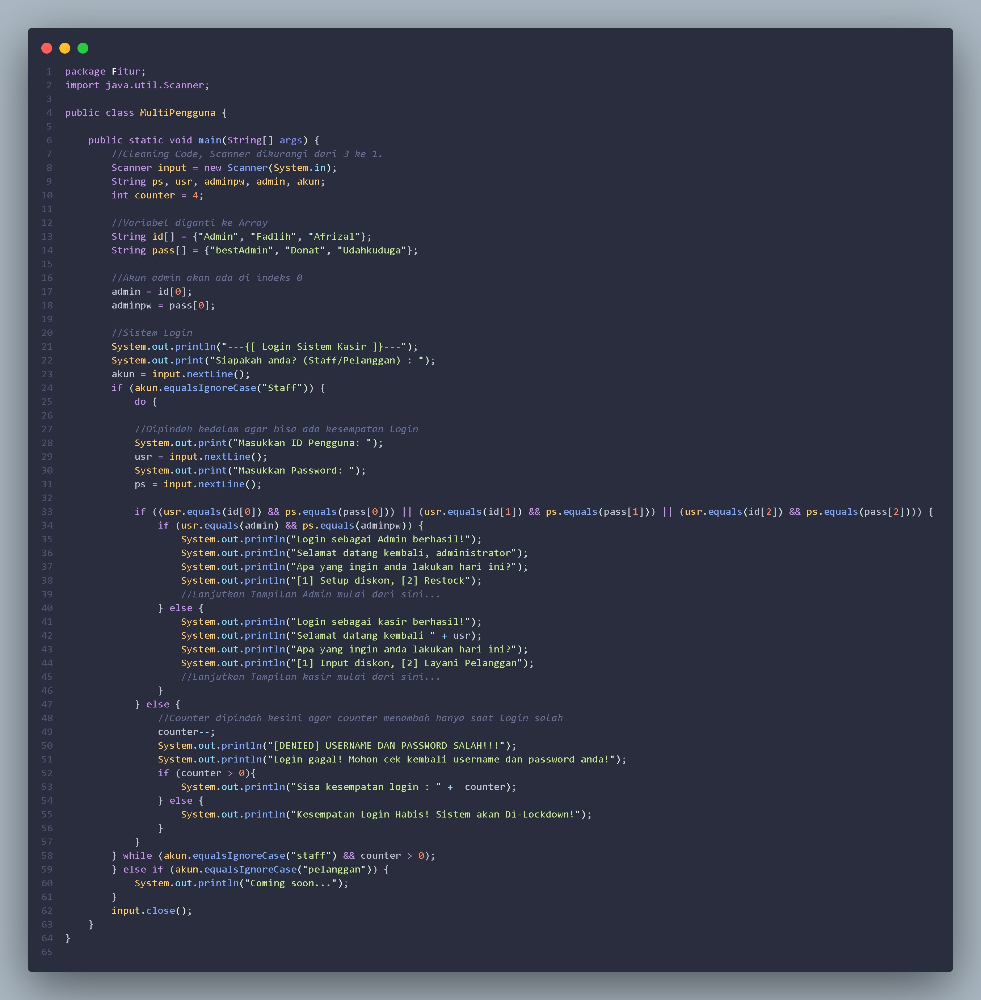 1 package Fitur;
2 import java.util.Scanner;
3
4 public class MultiPengguna {
5
6     public static void main(String[] args) {
7         //Cleaning Code, Scanner dikurangi dari 3 ke 1.
8         Scanner input = new Scanner(System.in);
9         String ps, usr, adminpw, admin, akun;
10         int counter = 4;
11
12         //Variabel diganti ke Array
13         String id[] = {"Admin", "Fadlih", "Afrizal"};
14         String pass[] = {"bestAdmin", "Donat", "Udahkuduga"};
15
16         //Akun admin akan ada di indeks 0
17         admin = id[0];
18         adminpw = pass[0];
19
20         //Sistem Login
21         System.out.println("---{[ Login Sistem Kasir ]}---");
22         System.out.print("Siapakah anda? (Staff/Pelanggan) : ");
23         akun = input.nextLine();
24         if (akun.equalsIgnoreCase("Staff")) {
25             do {
26
27             //Dipindah kedalam agar bisa ada kesempatan login
28             System.out.print("Masukkan ID Pengguna: ");
29             usr = input.nextLine();
30             System.out.print("Masukkan Password: ");
31             ps = input.nextLine();
32
33             if ((usr.equals(id[0]) && ps.equals(pass[0])) || (usr.equals(id[1]) && ps.equals(pass[1])) || (usr.equals(id[2]) && ps.equals(pass[2]))) {
34                 if (usr.equals(admin) && ps.equals(adminpw)) {
35                     System.out.println("Login sebagai Admin berhasil!");
36                     System.out.println("Selamat datang kembali, administrator");
37                     System.out.println("Apa yang ingin anda lakukan hari ini?");
38                     System.out.println("[1] Setup diskon, [2] Restock");
39                     //Lanjutkan Tampilan Admin mulai dari sini...
40                 } else {
41                     System.out.println("Login sebagai kasir berhasil!");
42                     System.out.println("Selamat datang kembali " + usr);
43                     System.out.println("Apa yang ingin anda lakukan hari ini?");
44                     System.out.println("[1] Input diskon, [2] Layani Pelanggan");
45                     //Lanjutkan Tampilan kasir mulai dari sini...
46                 }
47             } else {
48                 //Counter dipindah kesini agar counter menambah hanya saat login salah
49                 counter--;
50                 System.out.println("[DENIED] USERNAME DAN PASSWORD SALAH!!!");
51                 System.out.println("Login gagal! Mohon cek kembali username dan password anda!");
52                 if (counter > 0){
53                     System.out.println("Sisa kesempatan login : " +  counter);
54                 } else {
55                     System.out.println("Kesempatan Login Habis! Sistem akan Di-Lockdown!");
56                 }
57             }
58         } while (akun.equalsIgnoreCase("staff") && counter > 0);
59         } else if (akun.equalsIgnoreCase("pelanggan")) {
60             System.out.println("Coming soon...");
61         }
62         input.close();
63     }
64 }
65